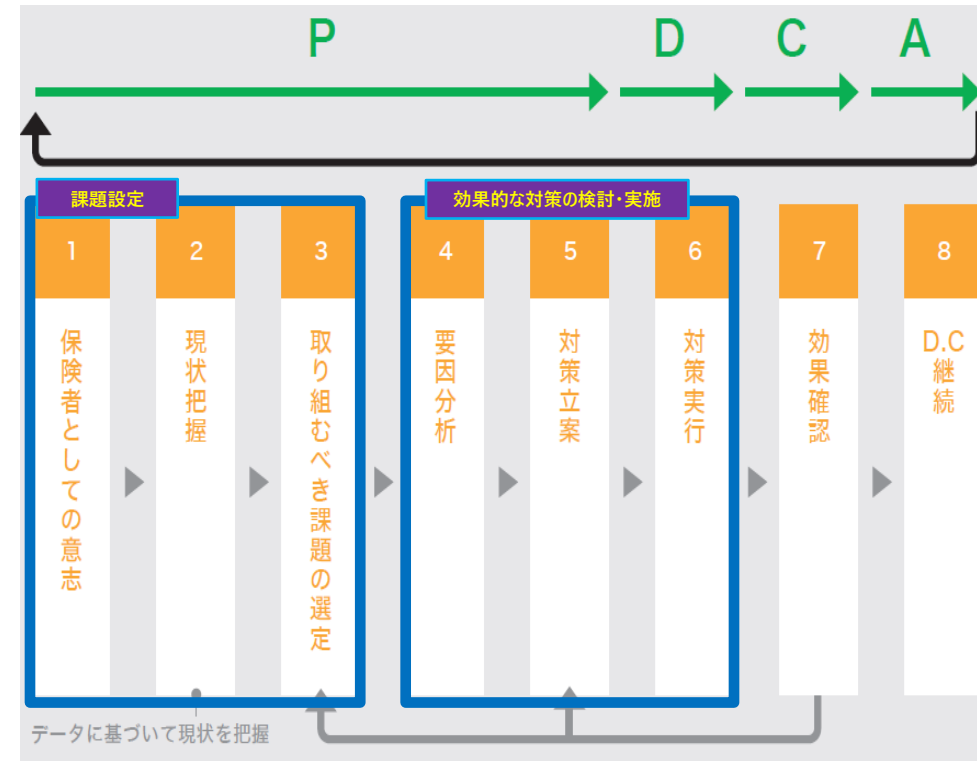 P
D
C
A
課題設定
効果的な対策の検討・実施
1
2
3
4
5
6
7
8
保険者としての意志
現状把握
取り組むべき課題の選定
要因分析
対策立案
対策実行
効果確認
D.C継続
データに基づいて現状を把握